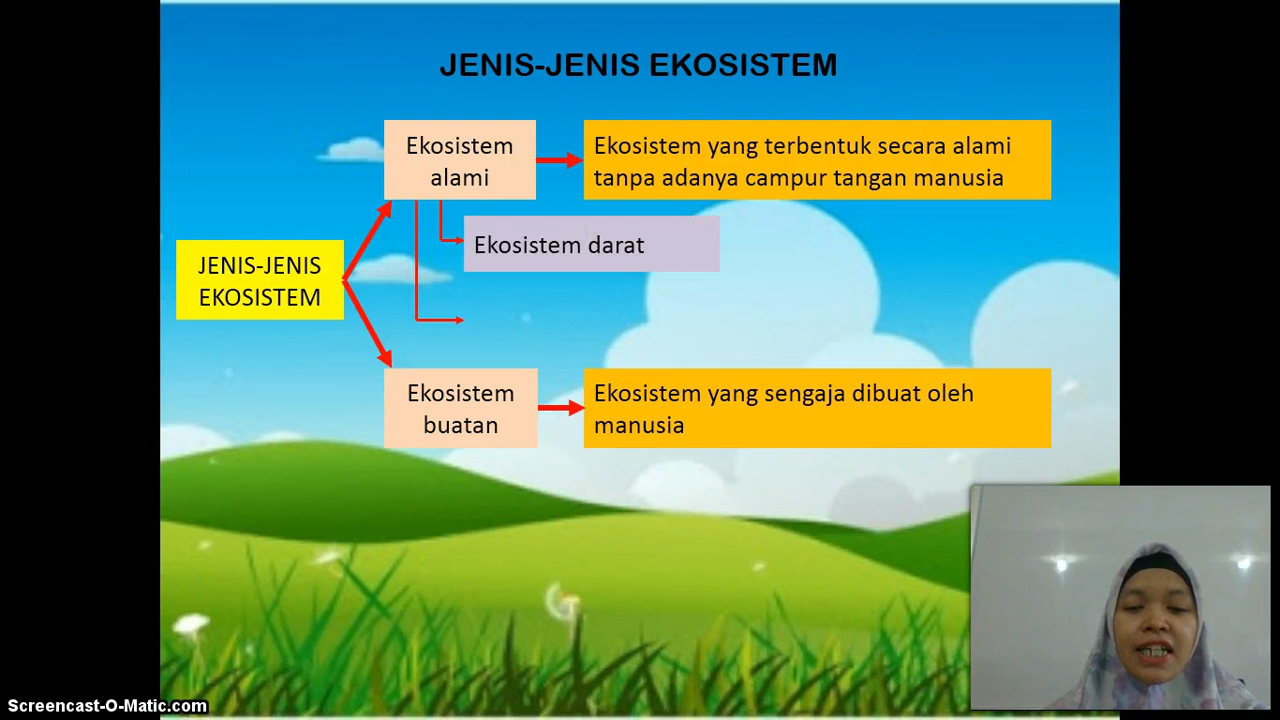 JENIS-JENIS EKOSISTEM
Ekosistem
alami
Ekosistem yang terbentuk secara alami
tanpa adanya campur tangan manusia
Ekosistem darat
JENIS-JENIS
EKOSISTEM
Ekosistem
buatan
Ekosistem yang sengaja dibuat oleh
manusia
Screencast-O-Matic.com